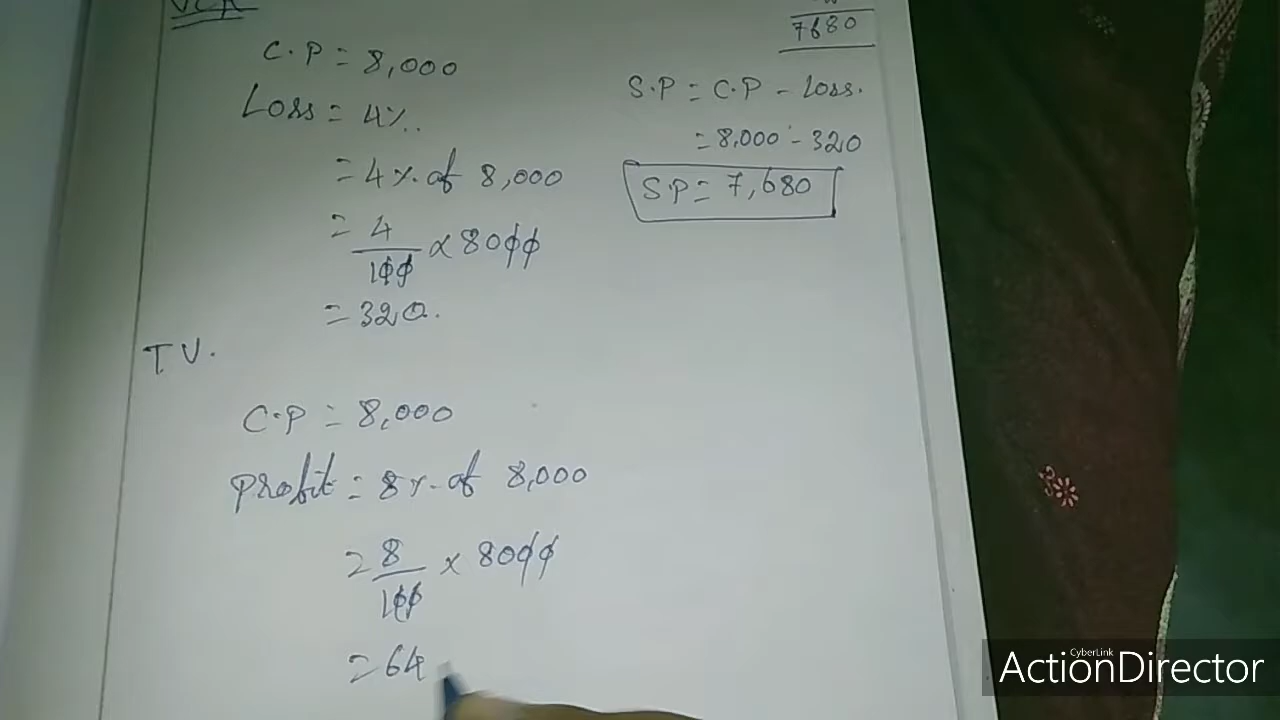 VCR
C.P = 8,000
Loss = 4%.
= 4% of 8,000
= 4/100 × 8000
= 320.
7680
S.P = C.P - Loss.
= 8,000 - 320
S.P = 7,680
T.V.
C.P = 8,000
Profit = 8% of 8,000
= 8/100 × 8000
= 64
CyberLink
ActionDirector